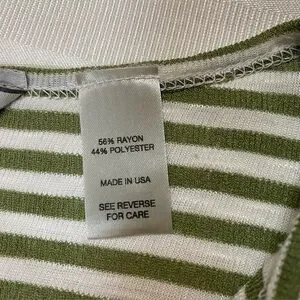 56% RAYON
44% POLYESTER
MADE IN USA
SEE REVERSE
FOR CARE